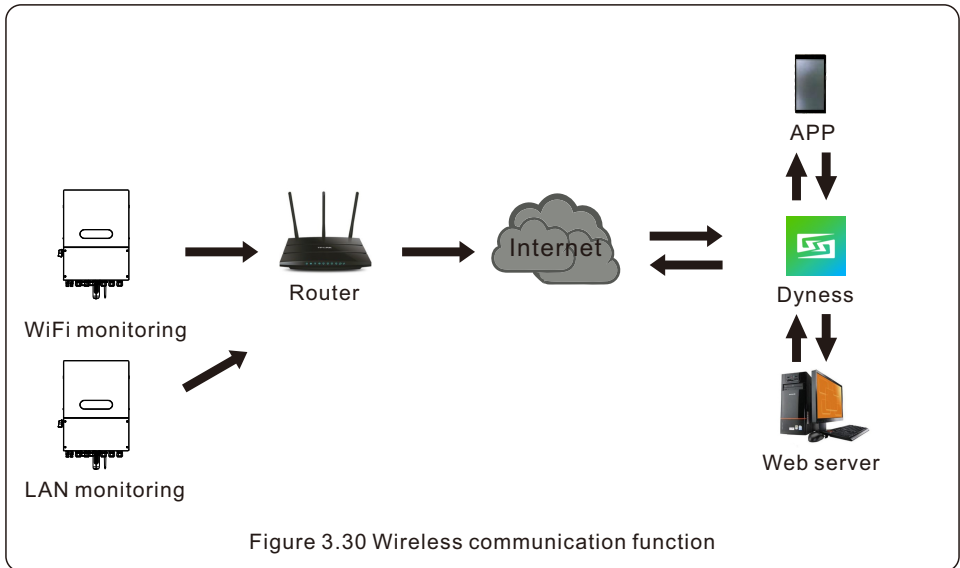 APP
Internet
Router
Dyness
WiFi monitoring
Web server
LAN monitoring
Figure 3.30 Wireless communication function